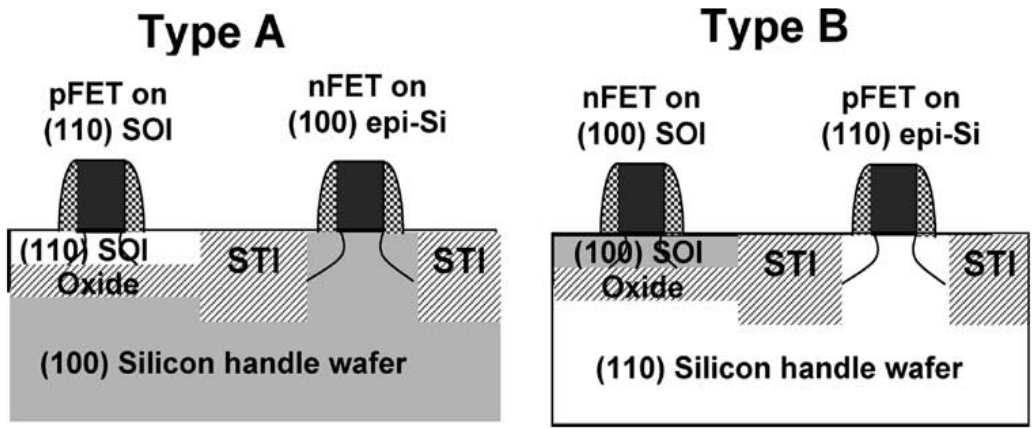 Type A
pFET on
(110) SOI
nFET on
(100) epi-Si
(110) SOI
Oxide
STI
STI
(100) Silicon handle wafer
Type B
nFET on
(100) SOI
pFET on
(110) epi-Si
(100) SOI
Oxide
STI
STI
(110) Silicon handle wafer